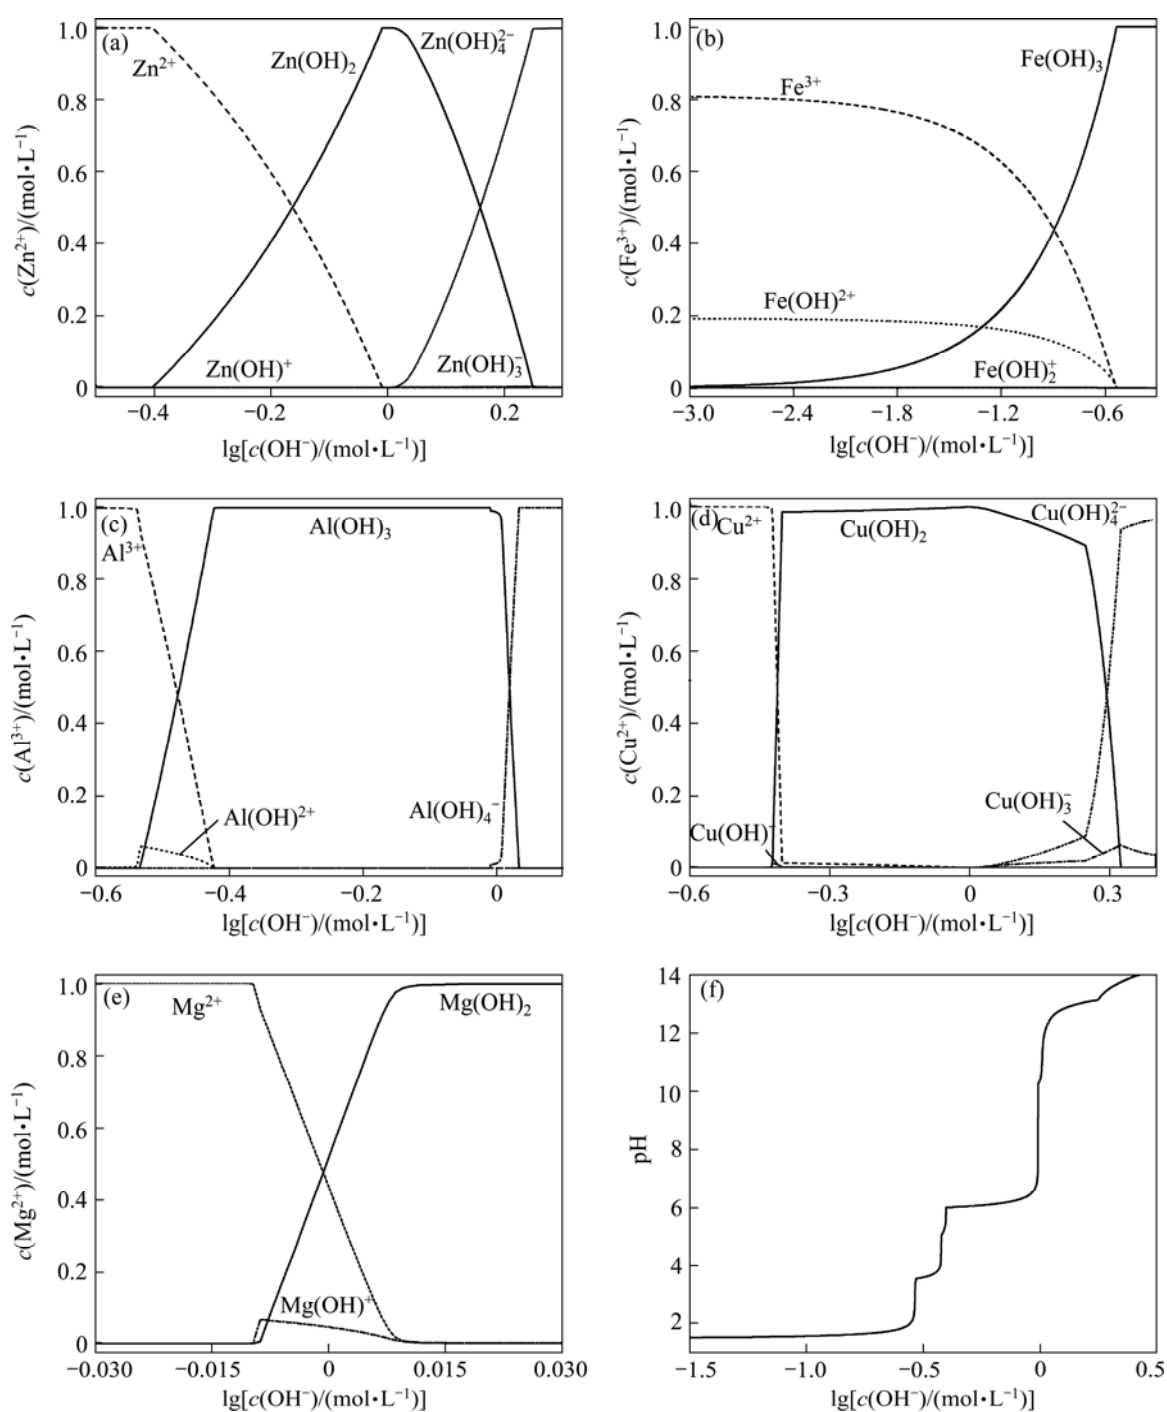 (a)
Zn²⁺
Zn(OH)₂
Zn(OH)₄²⁻
Zn(OH)⁺
Zn(OH)₃⁻
1.0
0.8
0.6
0.4
0.2
0
c(Zn²⁺)/(mol·L⁻¹)
−0.4 −0.2 0 0.2
lg[c(OH⁻)/(mol·L⁻¹)]
(b)
Fe(OH)₃
Fe³⁺
Fe(OH)²⁺
Fe(OH)₂⁺
1.0
0.8
0.6
0.4
0.2
0
c(Fe³⁺)/(mol·L⁻¹)
−3.0 −2.4 −1.8 −1.2 −0.6
lg[c(OH⁻)/(mol·L⁻¹)]
(c)
Al³⁺
Al(OH)₃
Al(OH)²⁺
Al(OH)₄⁻
1.0
0.8
0.6
0.4
0.2
0
c(Al³⁺)/(mol·L⁻¹)
−0.6 −0.4 −0.2 0
lg[c(OH⁻)/(mol·L⁻¹)]
(d)
Cu²⁺
Cu(OH)₂
Cu(OH)₄²⁻
Cu(OH)₃⁻
Cu(OH)
1.0
0.8
0.6
0.4
0.2
0
c(Cu²⁺)/(mol·L⁻¹)
−0.6 −0.3 0 0.3
lg[c(OH⁻)/(mol·L⁻¹)]
(e)
Mg²⁺
Mg(OH)₂
Mg(OH)⁺
1.0
0.8
0.6
0.4
0.2
0
c(Mg²⁺)/(mol·L⁻¹)
−0.030 −0.015 0 0.015 0.030
lg[c(OH⁻)/(mol·L⁻¹)]
(f)
14
12
10
8
6
4
2
pH
−1.5 −1.0 −0.5 0 0.5
lg[c(OH⁻)/(mol·L⁻¹)]